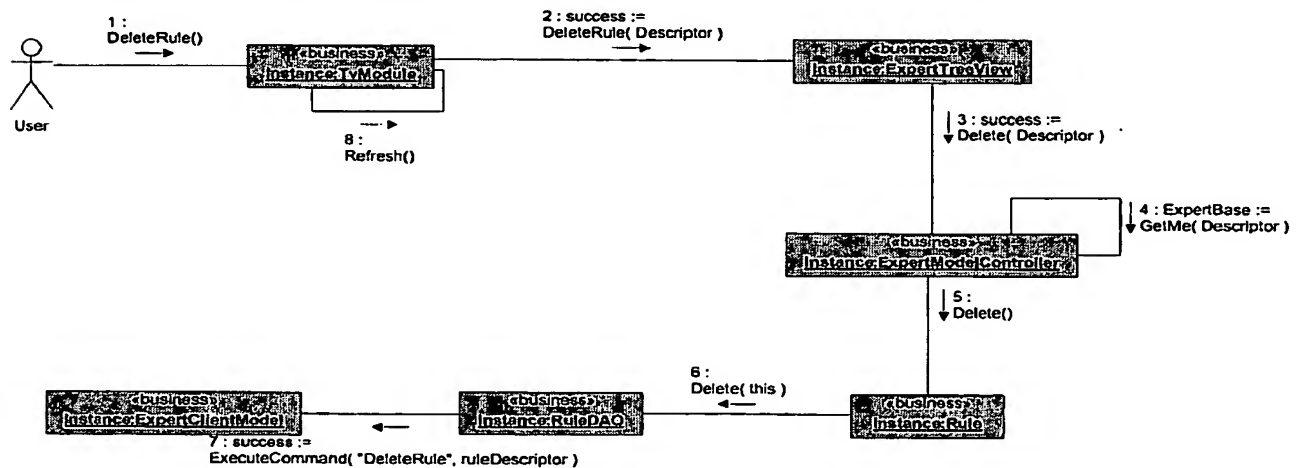 1 :
DeleteRule()
2 : success :=
DeleteRule( Descriptor )
«business»
Instance:TvModule
«business»
Instance:ExpertTreeView
User
8 :
Refresh()
3 : success :=
Delete( Descriptor )
4 : ExpertBase :=
GetMe( Descriptor )
«business»
Instance:ExpertModelController
5 :
Delete()
6 :
Delete( this )
«business»
Instance:ExpertClientModel
«business»
Instance:RuleDAO
«business»
Instance:Rule
7 : success :=
ExecuteCommand( "DeleteRule", ruleDescriptor )